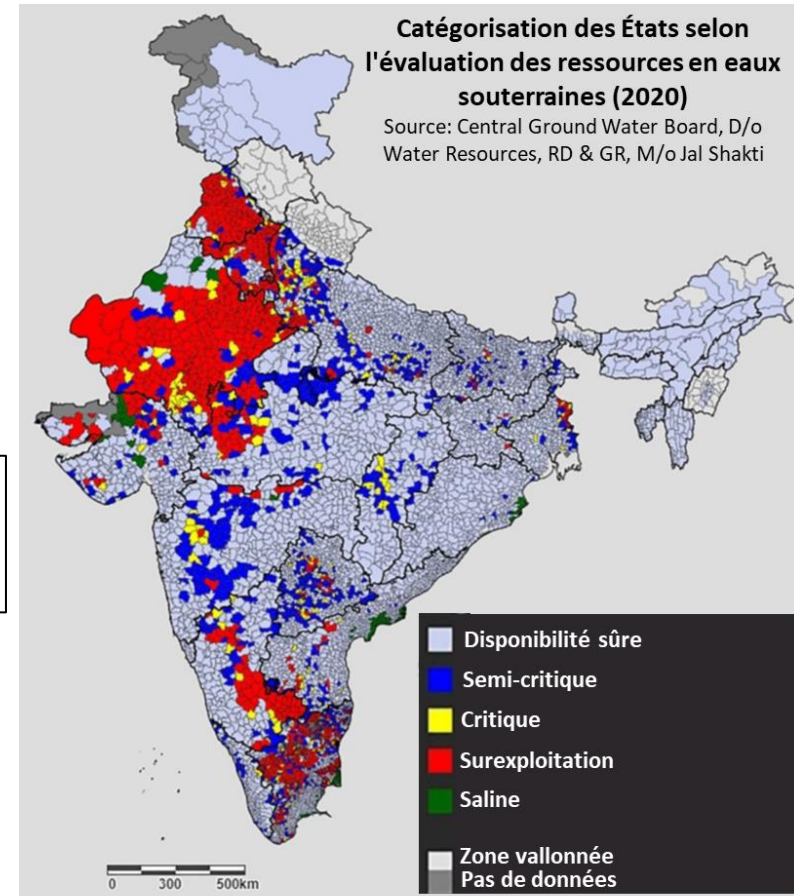 Catégorisation des États selon
l'évaluation des ressources en eaux
souterraines (2020)
Source: Central Ground Water Board, D/o
Water Resources, RD & GR, M/o Jal Shakti
Disponibilité sûre
Semi-critique
Critique
Surexploitation
Saline
Zone vallonnée
Pas de données
0 300 500km